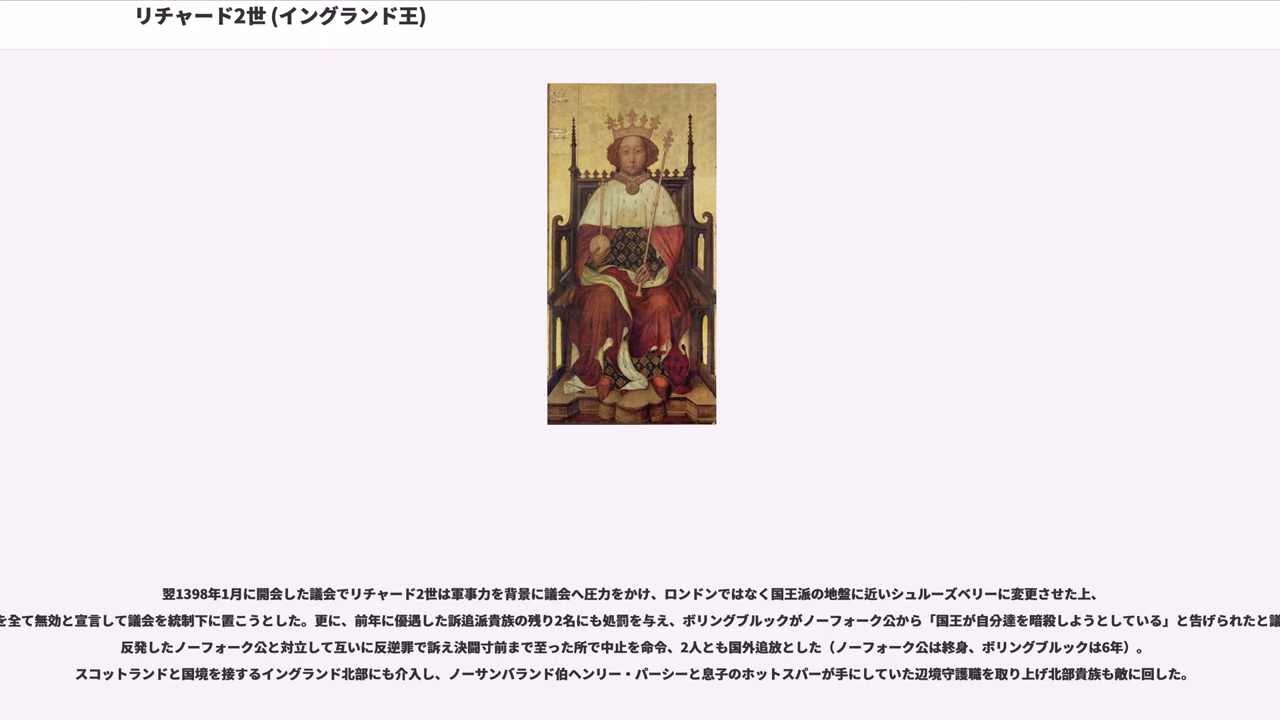 リチャード2世 (イングランド王)
翌1398年1月に開会した議会でリチャード2世は軍事力を背景に議会へ圧力をかけ、ロンドンではなく国王派の地盤に近いシュルーズベリーに変更させた上、
を全て無効と宣言して議会を統制下に置こうとした。更に、前年に優遇した訴追派貴族の残り2名にも処罰を与え、ボリングブルックがノーフォーク公から「国王が自分達を暗殺しようとしている」と告げられたと議
反発したノーフォーク公と対立して互いに反逆罪で訴え決闘寸前まで至った所で中止を命令、2人とも国外追放とした（ノーフォーク公は終身、ボリングブルックは6年）。
スコットランドと国境を接するイングランド北部にも介入し、ノーサンバランド伯ヘンリー・パーシーと息子のホットスパーが手にしていた辺境守護職を取り上げ北部貴族も敵に回した。